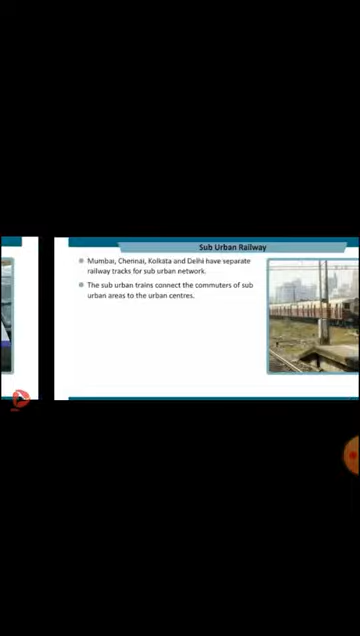 Sub Urban Railway
Mumbai, Chennai, Kolkata and Delhi have separate
railway tracks for sub urban network.
The sub urban trains connect the commuters of sub
urban areas to the urban centres.